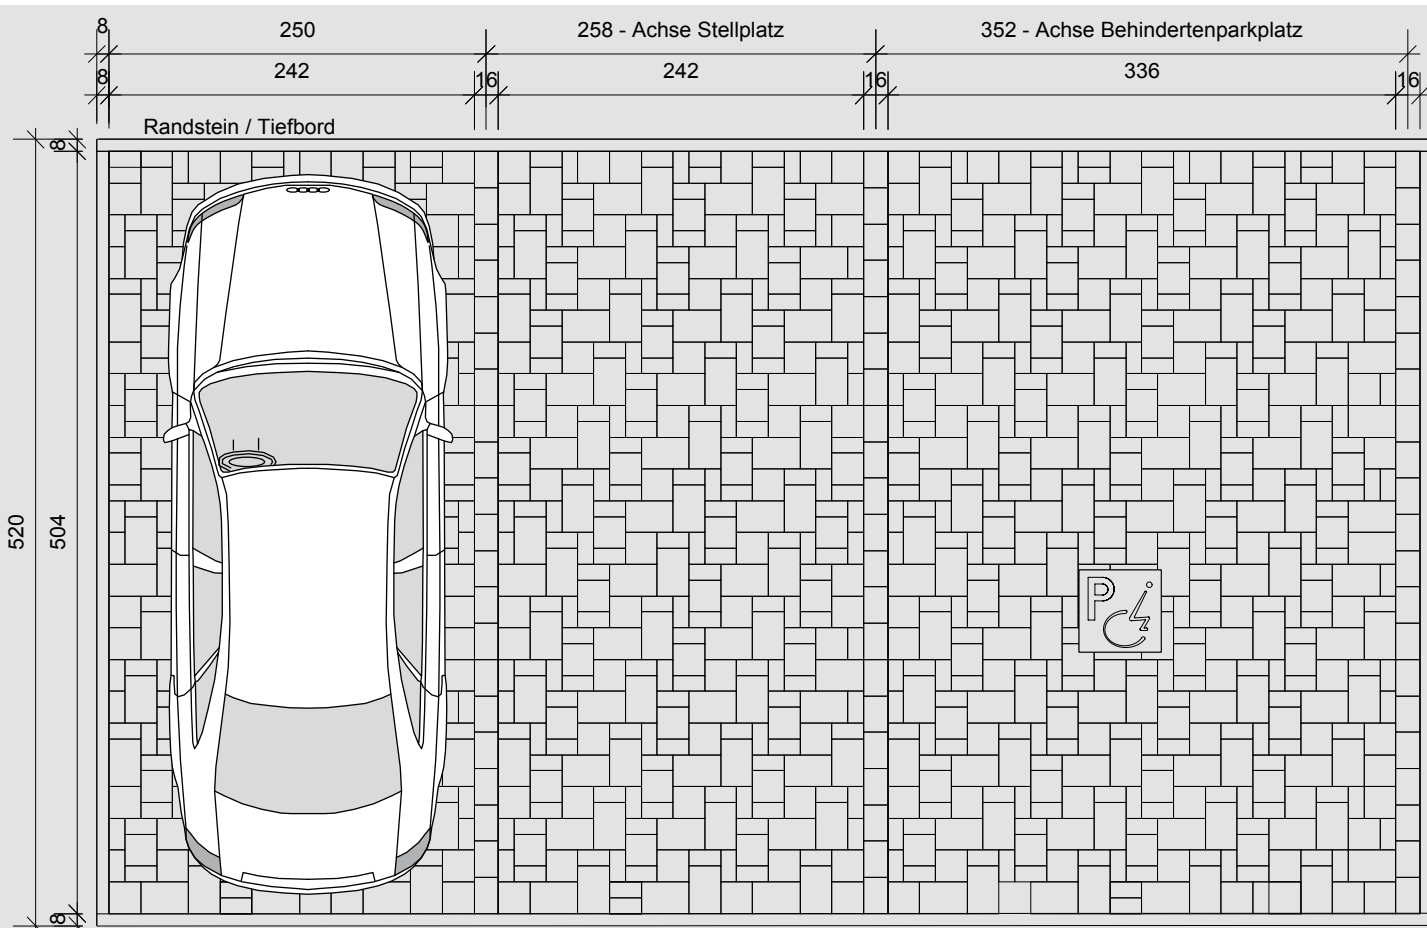 8 250 258 - Achse Stellplatz 352 - Achse Behindertenparkplatz
8 242 16 242 16 336 16
Randstein / Tiefbord
8
520 504
P
8